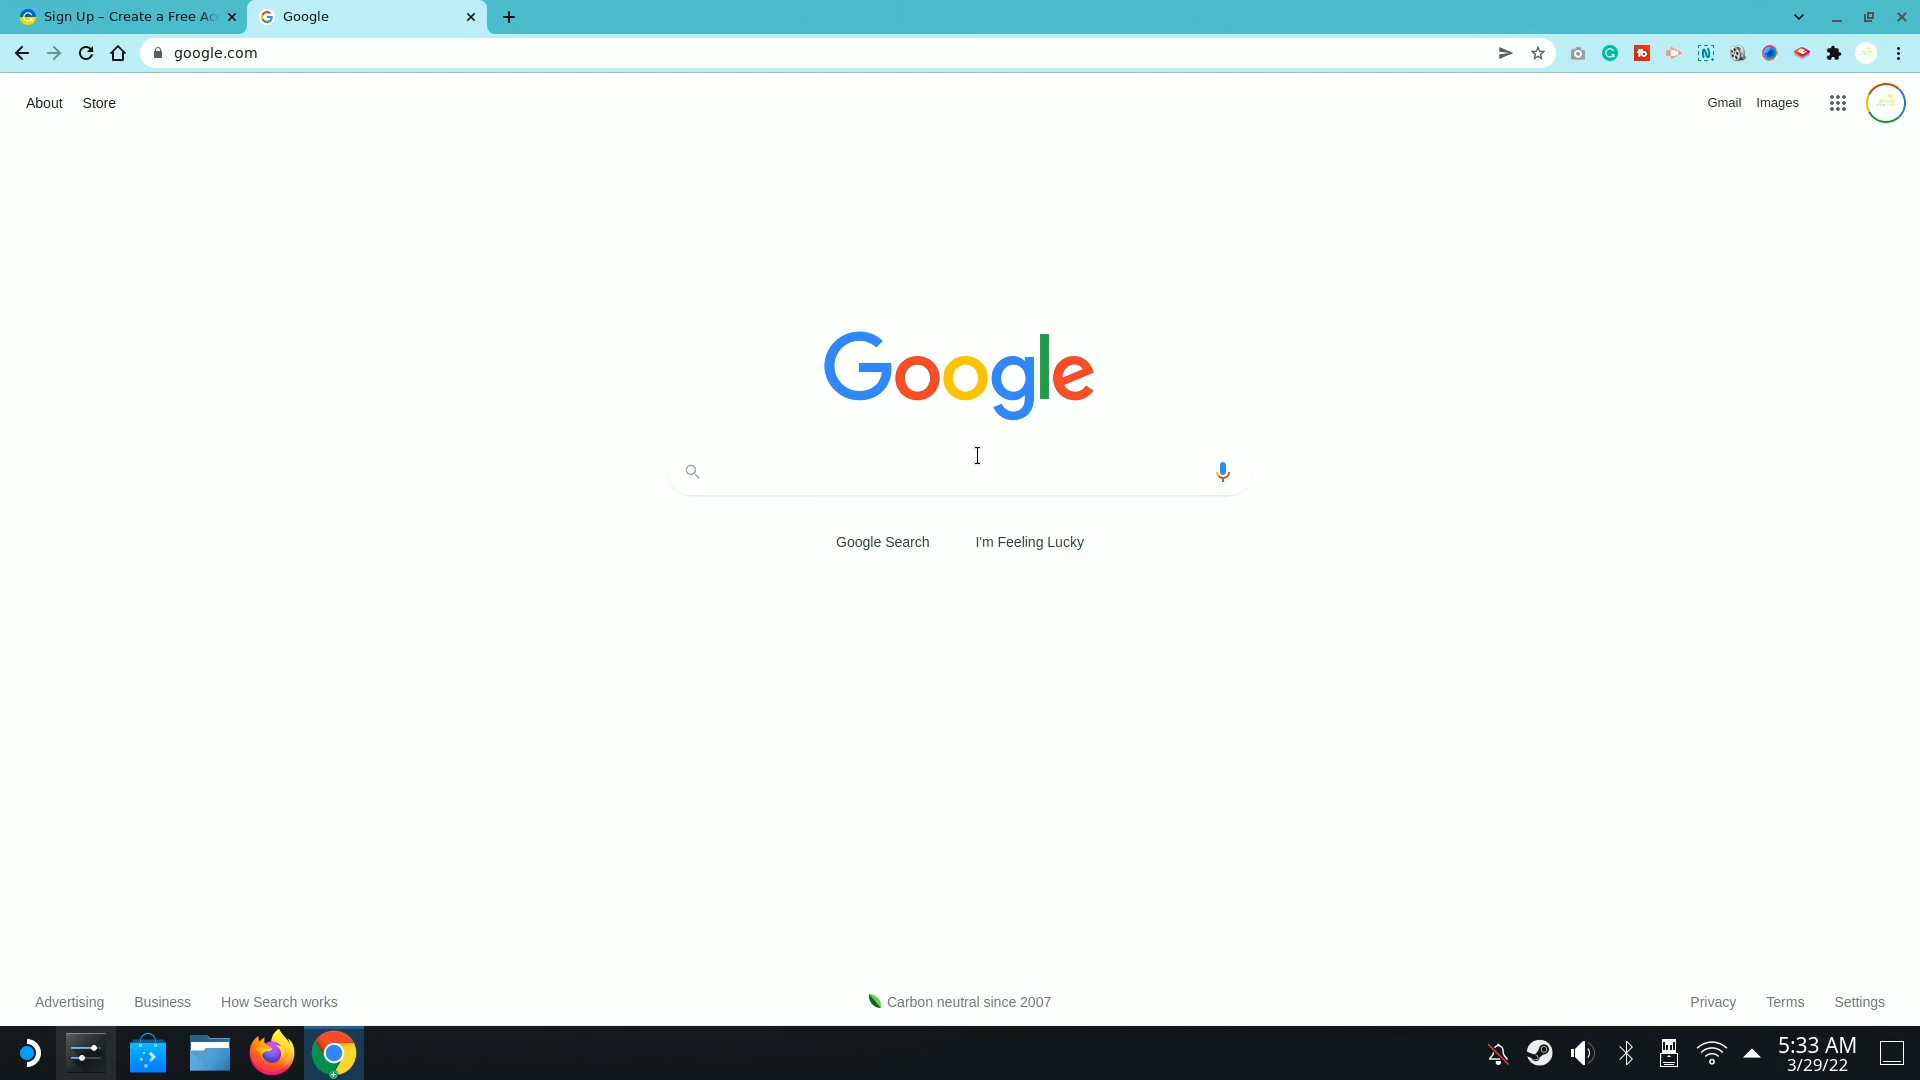 Sign Up – Create a Free Ac
Google
google.com
About Store
Gmail Images
Google
Google Search I'm Feeling Lucky
Advertising Business How Search works
Carbon neutral since 2007
Privacy Terms Settings
5:33 AM
3/29/22